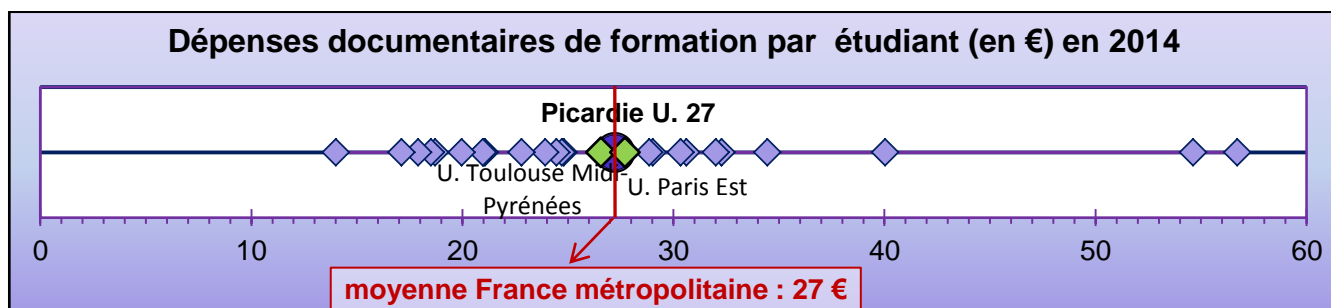 Dépenses documentaires de formation par étudiant (en €) en 2014
Picardie U. 27
U. Toulouse Midi-
Pyrénées
U. Paris Est
0 10 20 30 40 50 60
moyenne France métropolitaine : 27 €